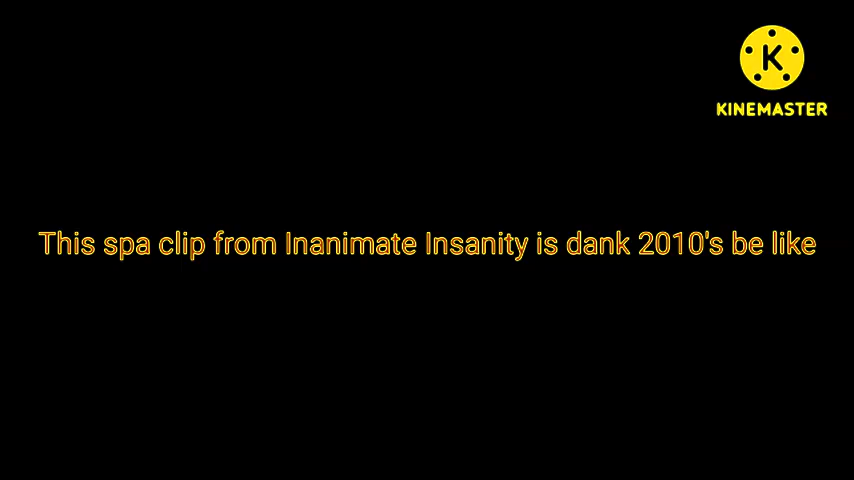 K
KINEMASTER
This spa clip from Inanimate Insanity is dank 2010's be like